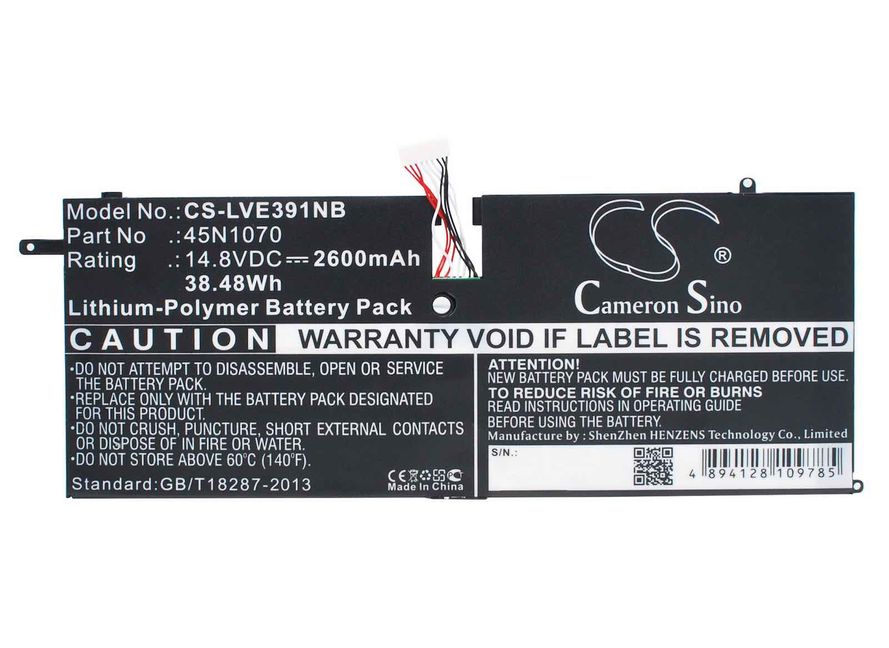 Model No.: CS-LVE391NB
Part No : 45N1070
Rating : 14.8VDC⎓2600mAh
38.48Wh
Lithium-Polymer Battery Pack
CS ®
Cameron Sino
CAUTION WARRANTY VOID IF LABEL IS REMOVED
•DO NOT ATTEMPT TO DISASSEMBLE, OPEN OR SERVICE
THE BATTERY PACK.
•REPLACE ONLY WITH THE BATTERY PACK DESIGNATED
FOR THIS PRODUCT.
•DO NOT CRUSH, PUNCTURE, SHORT EXTERNAL CONTACTS
OR DISPOSE OF IN FIRE OR WATER.
•DO NOT STORE ABOVE 60°C (140°F).
Standard:GB/T18287-2013
CE
Made In China
ATTENTION!
NEW BATTERY PACK MUST BE FULLY CHARGED BEFORE USE.
TO REDUCE RISK OF FIRE OR BURNS
READ INSTRUCTIONS IN OPERATING GUIDE
BEFORE USING THE BATTERY.
Manufacture by : ShenZhen HENZENS Technology Co., Limited
S/N.:
4 894128 109785